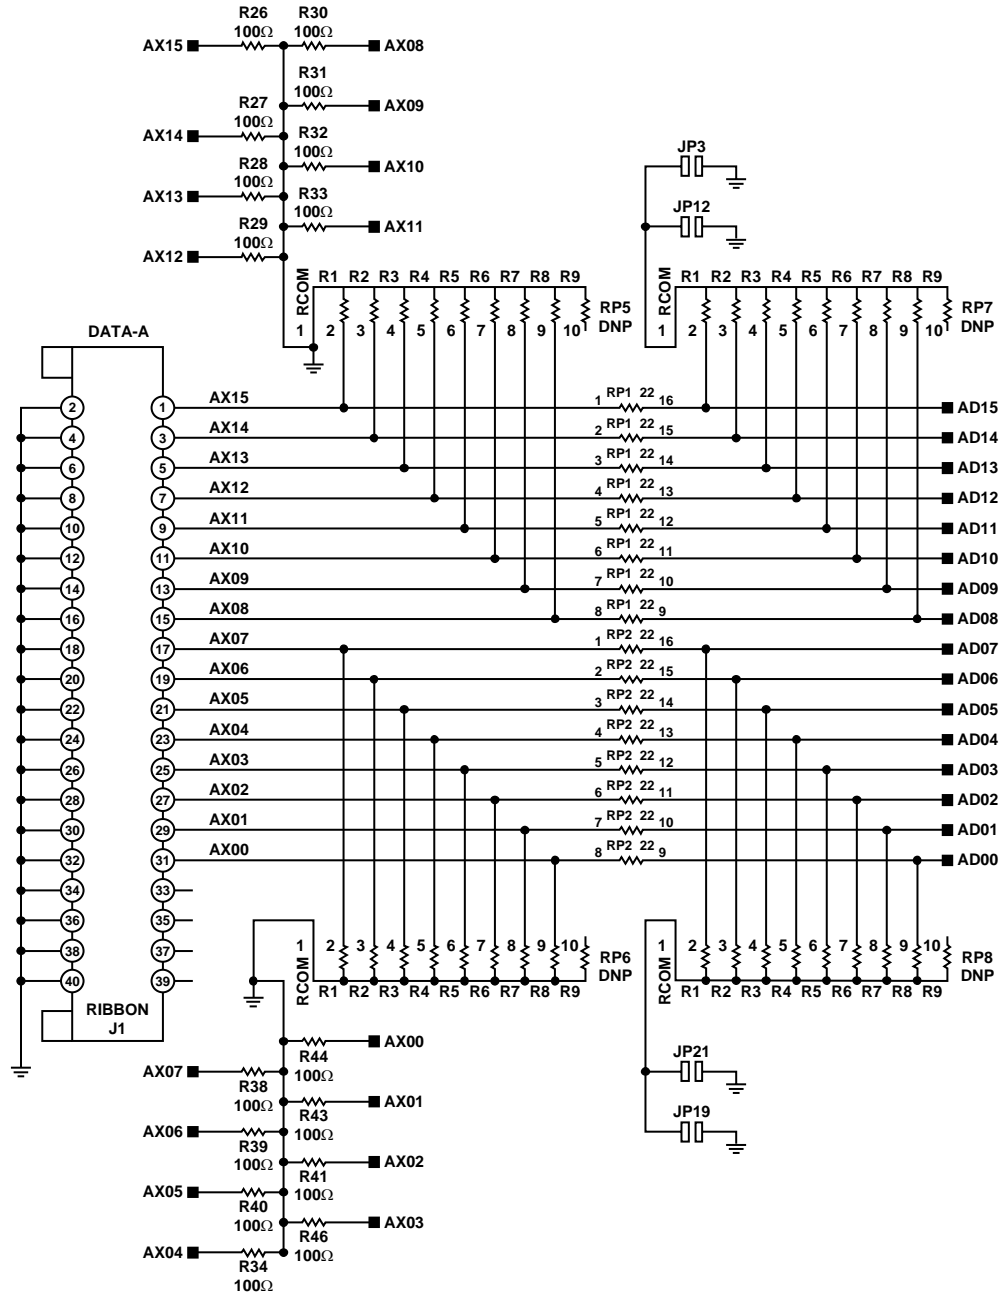 R26 R30
100Ω 100Ω
AX15 AX08
R31
100Ω
AX09
R27
100Ω
AX14
R32
100Ω
AX10
R28
100Ω
AX13
R33
100Ω
AX11
R29
100Ω
AX12
JP3
JP12
RCOM R1 R2 R3 R4 R5 R6 R7 R8 R9
1 2 3 4 5 6 7 8 9 10
RP5
DNP
RCOM R1 R2 R3 R4 R5 R6 R7 R8 R9
1 2 3 4 5 6 7 8 9 10
RP7
DNP
DATA-A
2 1 AX15 1 RP1 22 16 AD15
4 3 AX14 2 RP1 22 15 AD14
6 5 AX13 3 RP1 22 14 AD13
8 7 AX12 4 RP1 22 13 AD12
10 9 AX11 5 RP1 22 12 AD11
12 11 AX10 6 RP1 22 11 AD10
14 13 AX09 7 RP1 22 10 AD09
16 15 AX08 8 RP1 22 9 AD08
18 17 AX07 1 RP2 22 16 AD07
20 19 AX06 2 RP2 22 15 AD06
22 21 AX05 3 RP2 22 14 AD05
24 23 AX04 4 RP2 22 13 AD04
26 25 AX03 5 RP2 22 12 AD03
28 27 AX02 6 RP2 22 11 AD02
30 29 AX01 7 RP2 22 10 AD01
32 31 AX00 8 RP2 22 9 AD00
34 33
36 35
38 37
40 39
RIBBON
J1
1 2 3 4 5 6 7 8 9 10
RCOM R1 R2 R3 R4 R5 R6 R7 R8 R9
RP6
DNP
1 2 3 4 5 6 7 8 9 10
RCOM R1 R2 R3 R4 R5 R6 R7 R8 R9
RP8
DNP
AX00
R44
100Ω
AX07
R38
100Ω
AX01
R43
100Ω
AX06
R39
100Ω
AX02
R41
100Ω
AX05
R40
100Ω
AX03
R46
100Ω
AX04
R34
100Ω
JP21
JP19